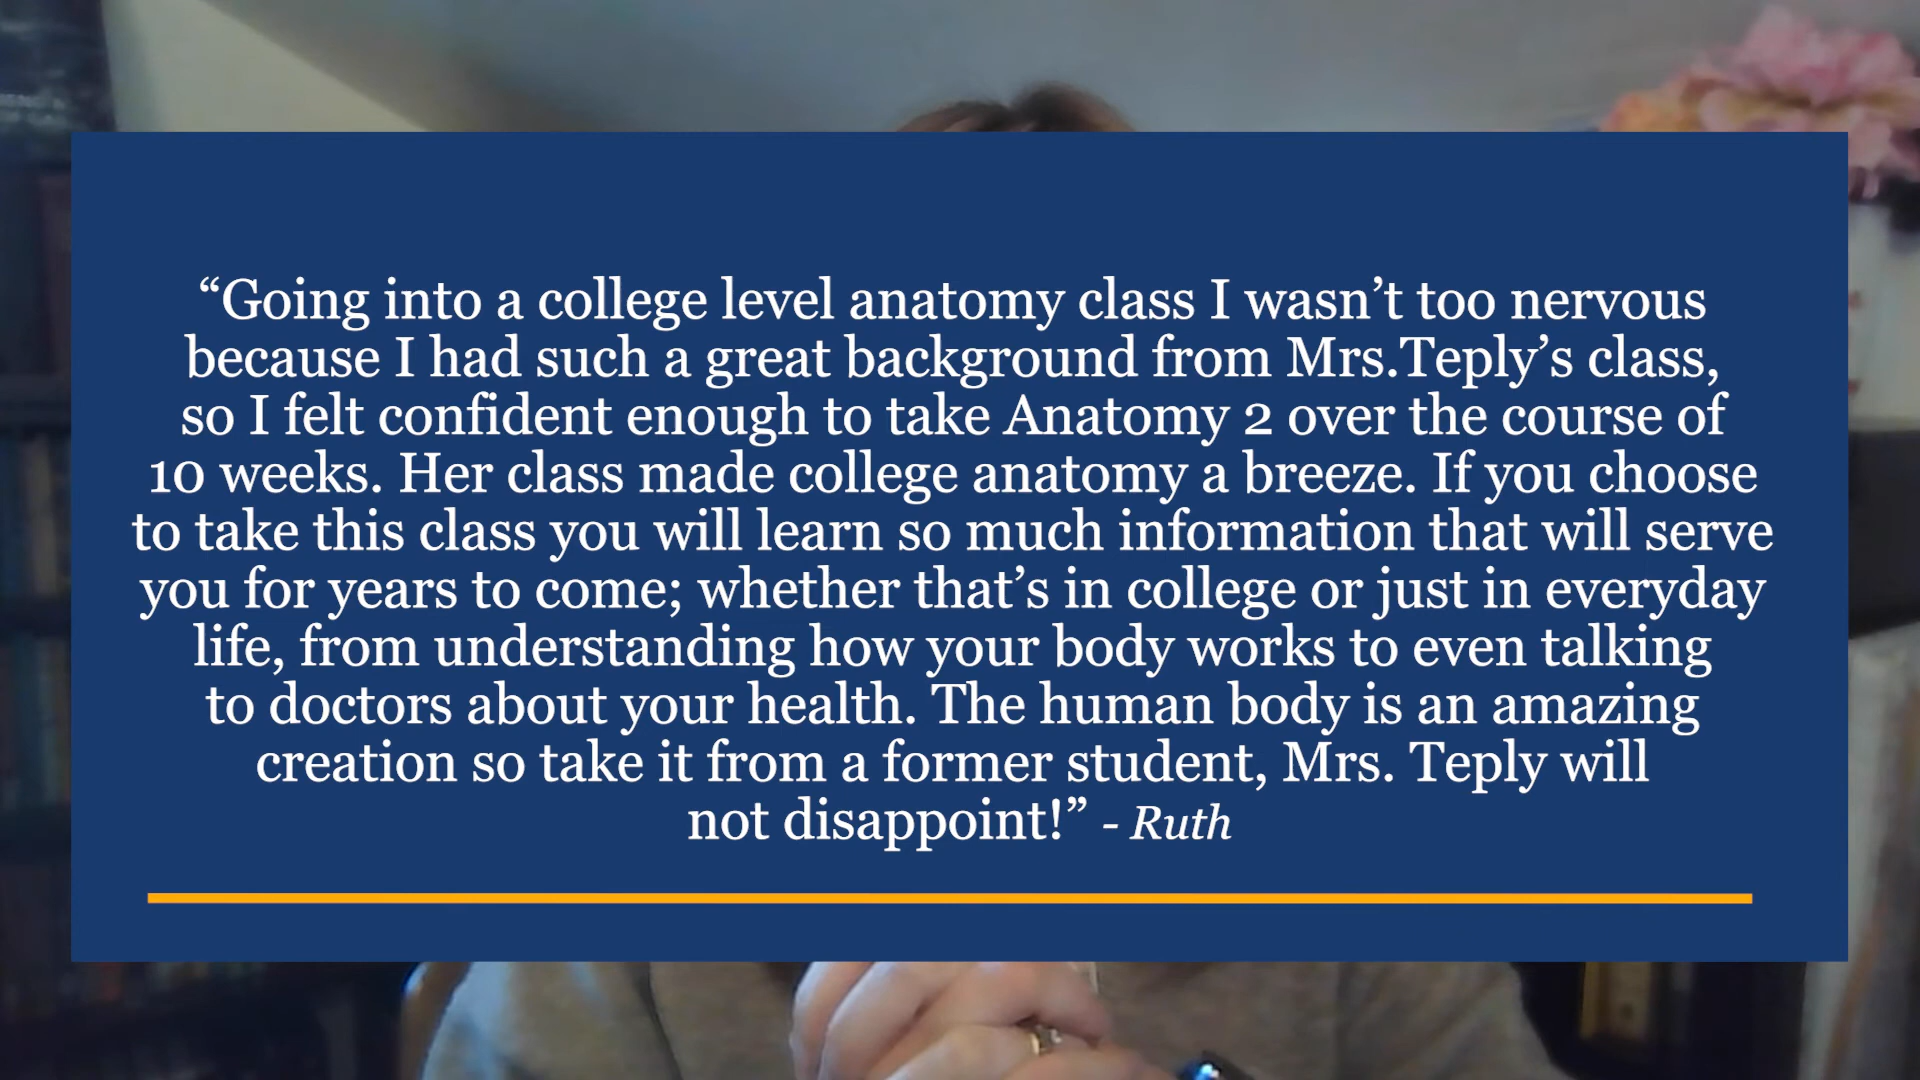 “Going into a college level anatomy class I wasn’t too nervous
because I had such a great background from Mrs.Teply’s class,
so I felt confident enough to take Anatomy 2 over the course of
10 weeks. Her class made college anatomy a breeze. If you choose
to take this class you will learn so much information that will serve
you for years to come; whether that’s in college or just in everyday
life, from understanding how your body works to even talking
to doctors about your health. The human body is an amazing
creation so take it from a former student, Mrs. Teply will
not disappoint!” - Ruth